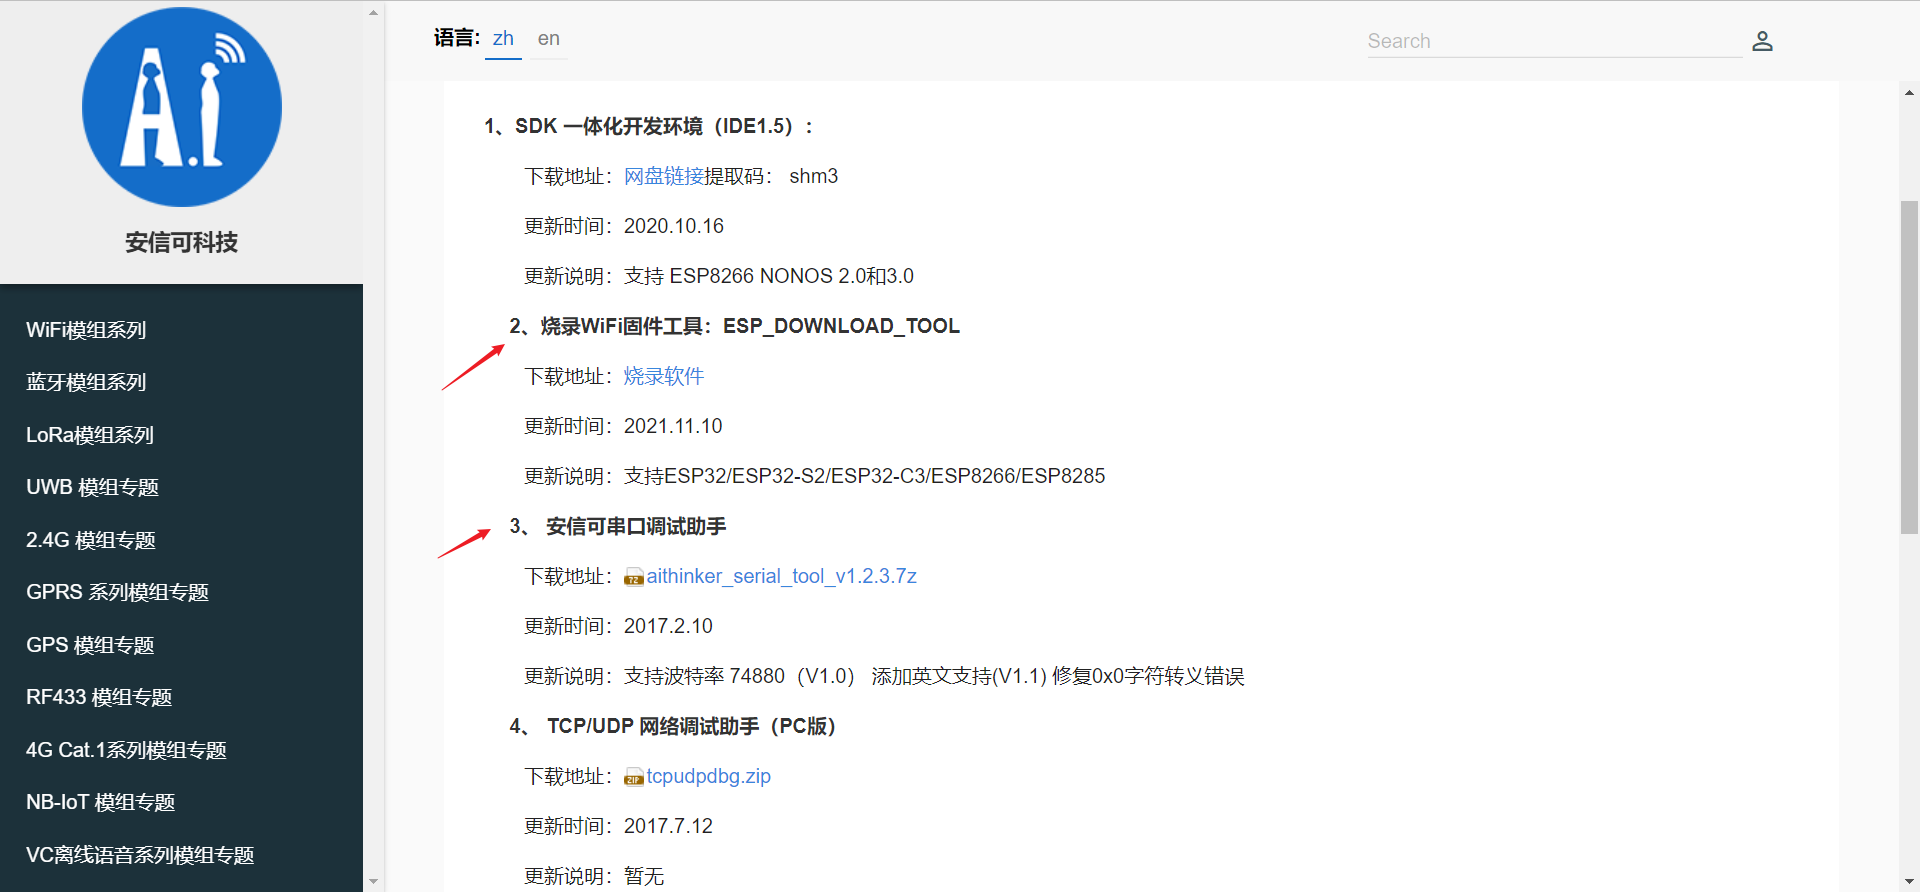 A.i
安信可科技
WiFi模组系列
蓝牙模组系列
LoRa模组系列
UWB 模组专题
2.4G 模组专题
GPRS 系列模组专题
GPS 模组专题
RF433 模组专题
4G Cat.1系列模组专题
NB-IoT 模组专题
VC离线语音系列模组专题
语言: zh en
Search
1、SDK 一体化开发环境（IDE1.5）:
下载地址：网盘链接提取码： shm3
更新时间：2020.10.16
更新说明：支持 ESP8266 NONOS 2.0和3.0
2、烧录WiFi固件工具：ESP_DOWNLOAD_TOOL
下载地址：烧录软件
更新时间：2021.11.10
更新说明：支持ESP32/ESP32-S2/ESP32-C3/ESP8266/ESP8285
3、 安信可串口调试助手
下载地址：7Z aithinker_serial_tool_v1.2.3.7z
更新时间：2017.2.10
更新说明：支持波特率 74880（V1.0） 添加英文支持(V1.1) 修复0x0字符转义错误
4、 TCP/UDP 网络调试助手（PC版）
下载地址：ZIP tcpudpdbg.zip
更新时间：2017.7.12
更新说明：暂无